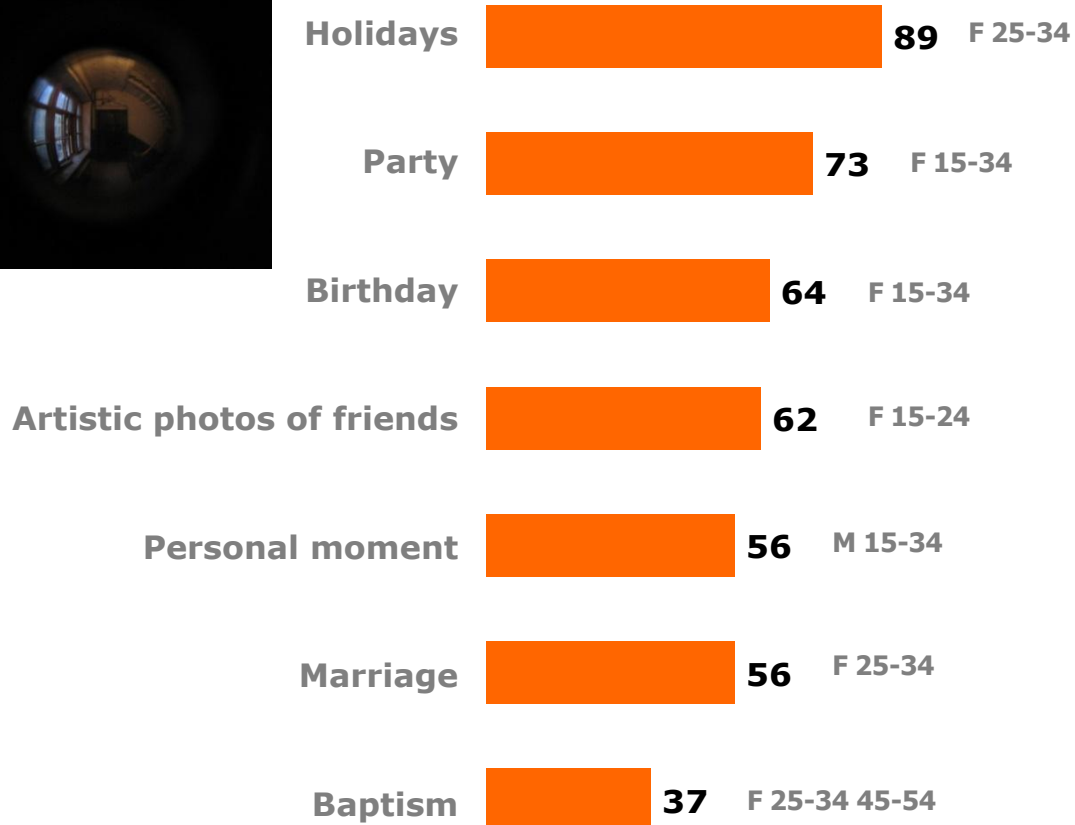 Holidays 89 F 25-34
Party 73 F 15-34
Birthday 64 F 15-34
Artistic photos of friends 62 F 15-24
Personal moment 56 M 15-34
Marriage 56 F 25-34
Baptism 37 F 25-34 45-54